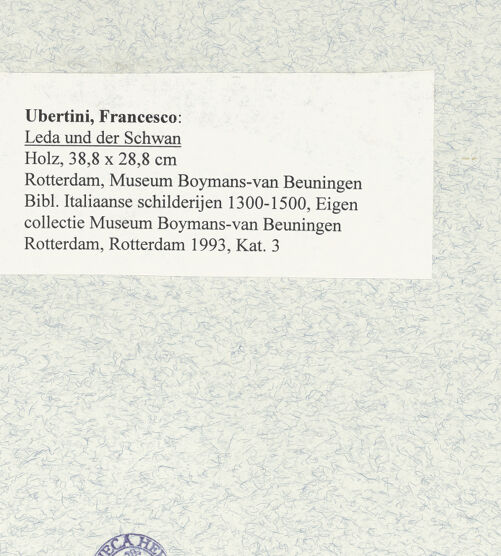 Ubertini, Francesco:
Leda und der Schwan
Holz, 38,8 x 28,8 cm
Rotterdam, Museum Boymans-van Beuningen
Bibl. Italiaanse schilderijen 1300-1500, Eigen
collectie Museum Boymans-van Beuningen
Rotterdam, Rotterdam 1993, Kat. 3